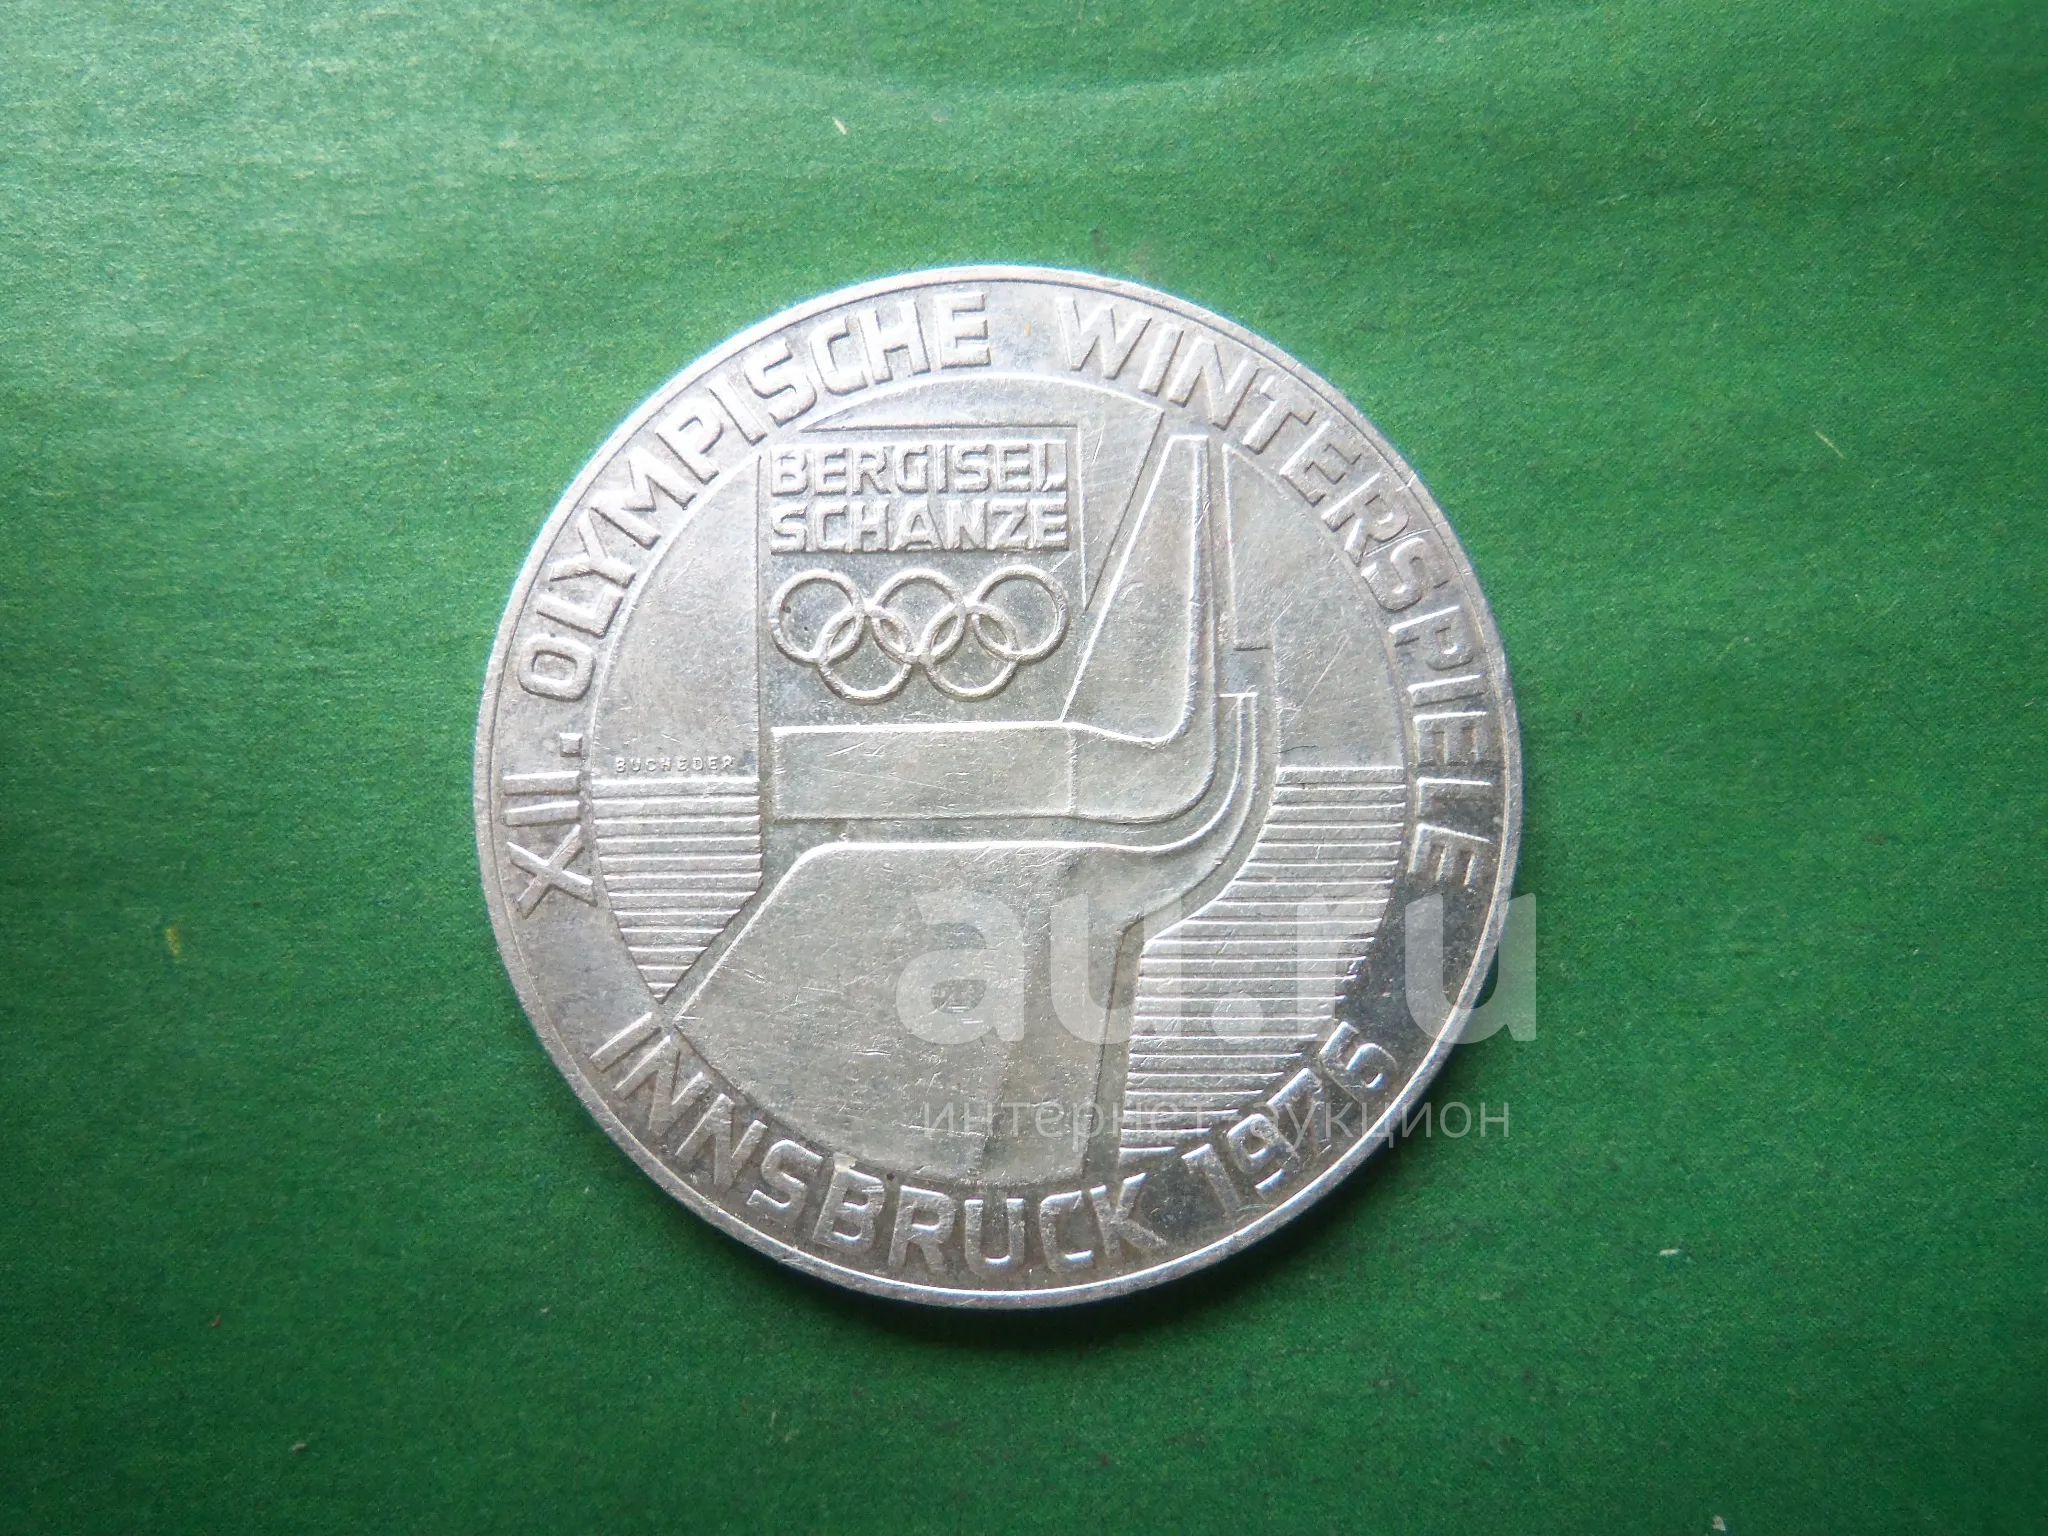 XII. OLYMPISCHE WINTERSPIELE
BERGISEL
SCHANZE
BUCHEDER
INNSBRUCK 1976
au.ru
интернет-аукцион